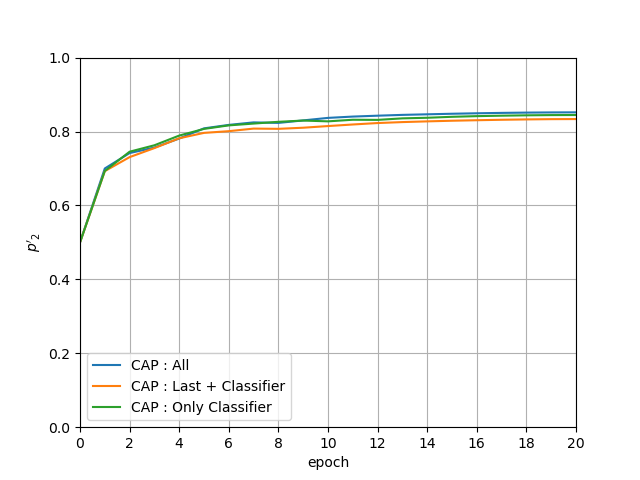 1.0
0.8
0.6
0.4
0.2
0.0
p'₂
CAP : All
CAP : Last + Classifier
CAP : Only Classifier
0 2 4 6 8 10 12 14 16 18 20
epoch